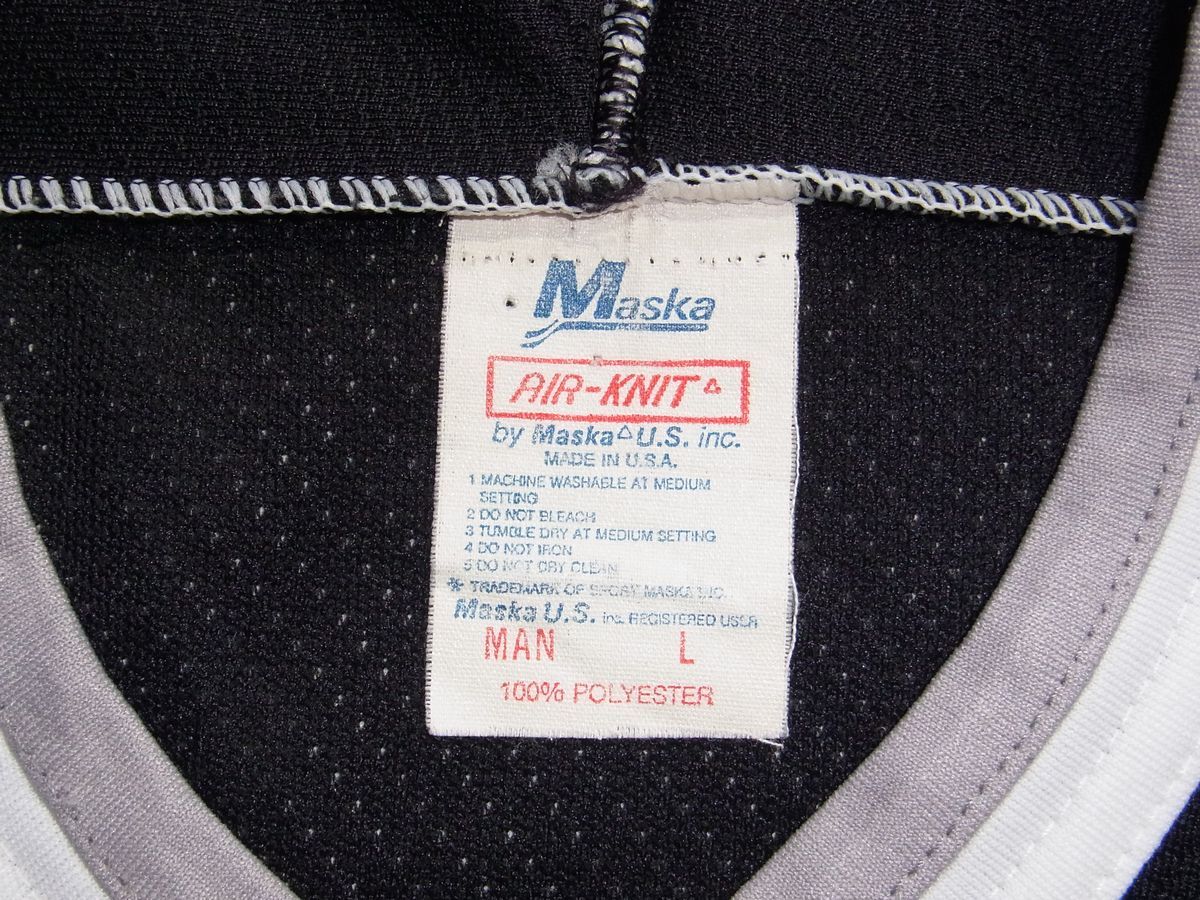 Maska
AIR-KNIT
by Maska U.S. inc.
MADE IN U.S.A.
1 MACHINE WASHABLE AT MEDIUM
SETTING
2 DO NOT BLEACH
3 TUMBLE DRY AT MEDIUM SETTING
4 DO NOT IRON
5 DO NOT DRY CLEAN
* TRADEMARK OF SPORT MASKA INC.
Maska U.S. inc. REGISTERED USER
MAN L
100% POLYESTER